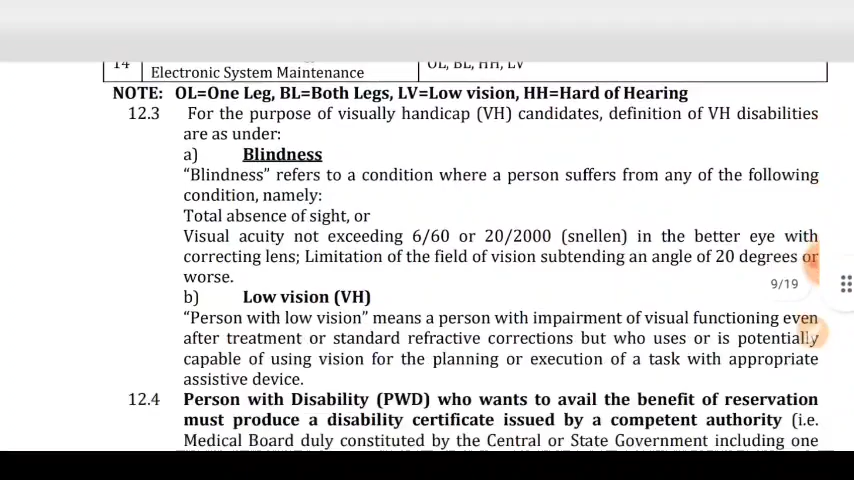 14
Electronic System Maintenance
OL, BL, HH, LV
NOTE: OL=One Leg, BL=Both Legs, LV=Low vision, HH=Hard of Hearing
12.3 For the purpose of visually handicap (VH) candidates, definition of VH disabilities
are as under:
a) Blindness
“Blindness” refers to a condition where a person suffers from any of the following
condition, namely:
Total absence of sight, or
Visual acuity not exceeding 6/60 or 20/2000 (snellen) in the better eye with
correcting lens; Limitation of the field of vision subtending an angle of 20 degrees or
worse.
9/19
b) Low vision (VH)
“Person with low vision” means a person with impairment of visual functioning even
after treatment or standard refractive corrections but who uses or is potentially
capable of using vision for the planning or execution of a task with appropriate
assistive device.
12.4 Person with Disability (PWD) who wants to avail the benefit of reservation
must produce a disability certificate issued by a competent authority (i.e.
Medical Board duly constituted by the Central or State Government including one